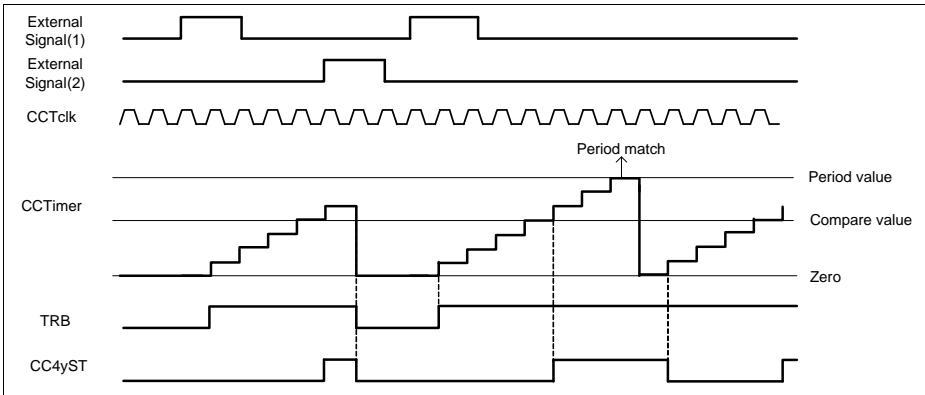 External
Signal(1)
External
Signal(2)
CCTclk
Period match
Period value
CCTimer
Compare value
Zero
TRB
CC4yST